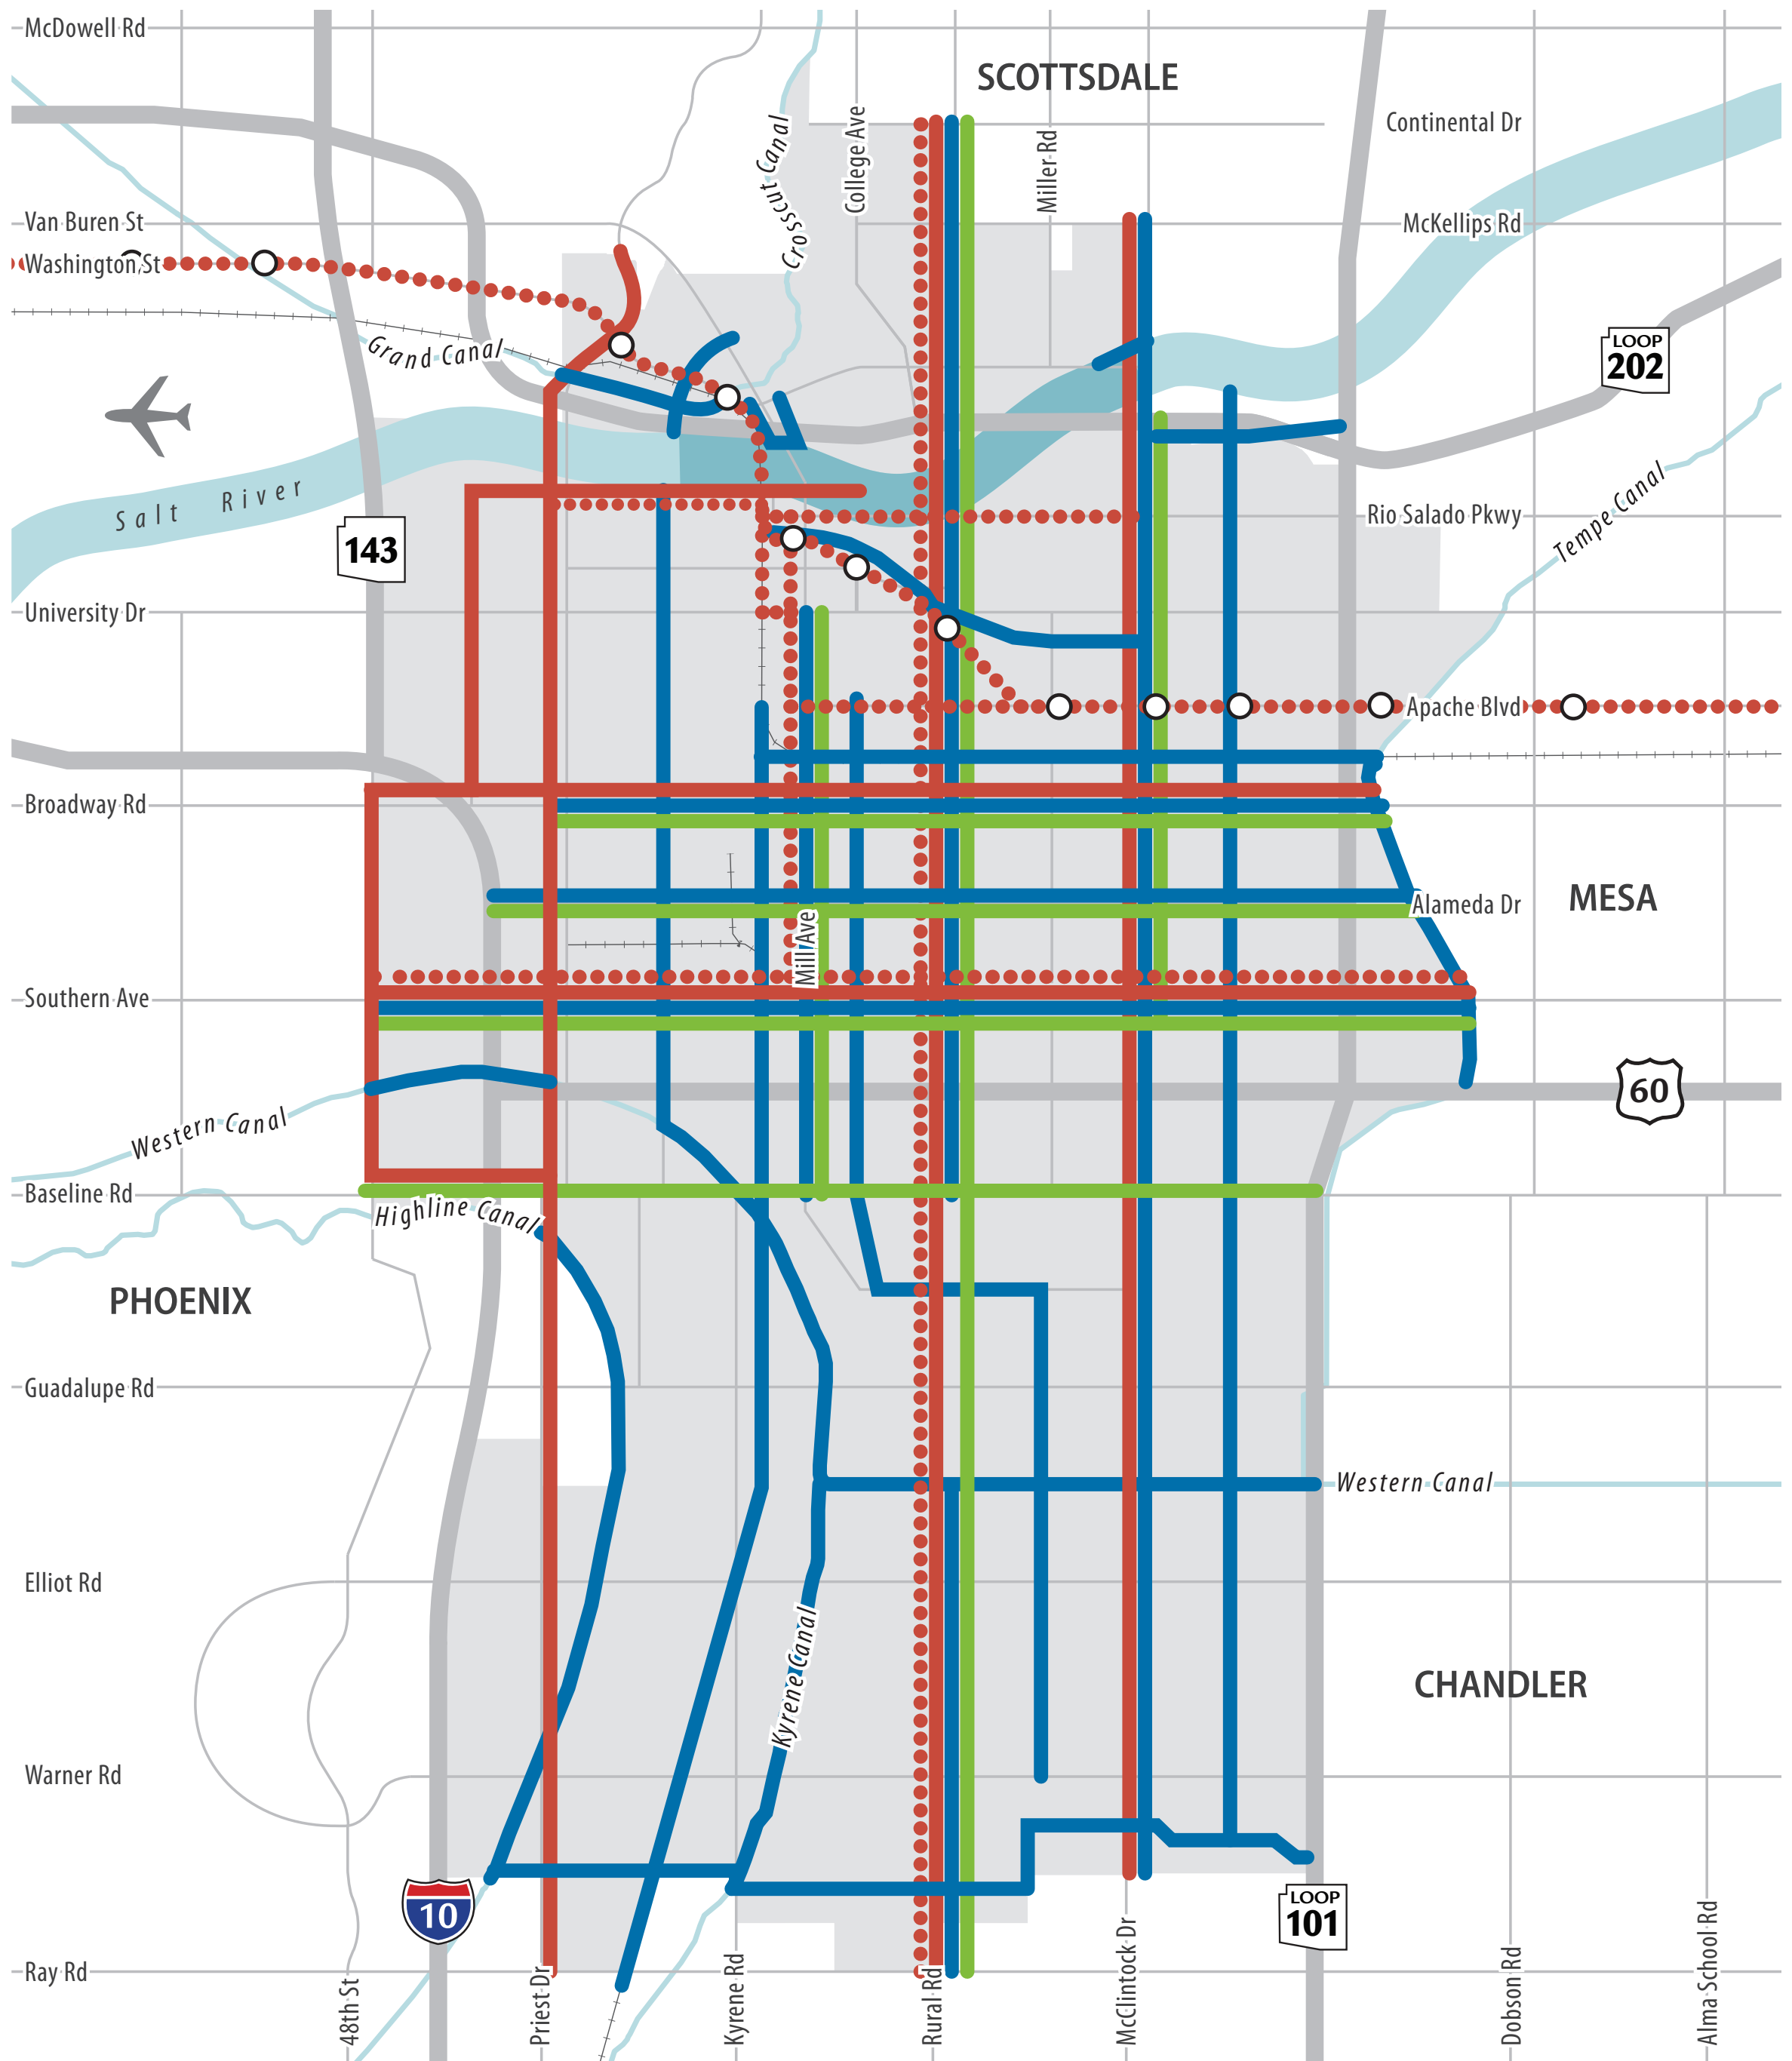 McDowell Rd
SCOTTSDALE
Continental Dr
Crosscut Canal
College Ave
Miller Rd
Van Buren St
McKellips Rd
Washington St
Grand Canal
LOOP
202
Salt River
143
Rio Salado Pkwy
Tempe Canal
University Dr
Apache Blvd
Broadway Rd
MESA
Alameda Dr
Mill Ave
Southern Ave
60
Western Canal
Baseline Rd
Highline Canal
PHOENIX
Guadalupe Rd
Western Canal
Elliot Rd
Kyrene Canal
CHANDLER
Warner Rd
10
LOOP
101
Ray Rd
48th St
Priest Dr
Kyrene Rd
Rural Rd
McClintock Dr
Dobson Rd
Alma School Rd